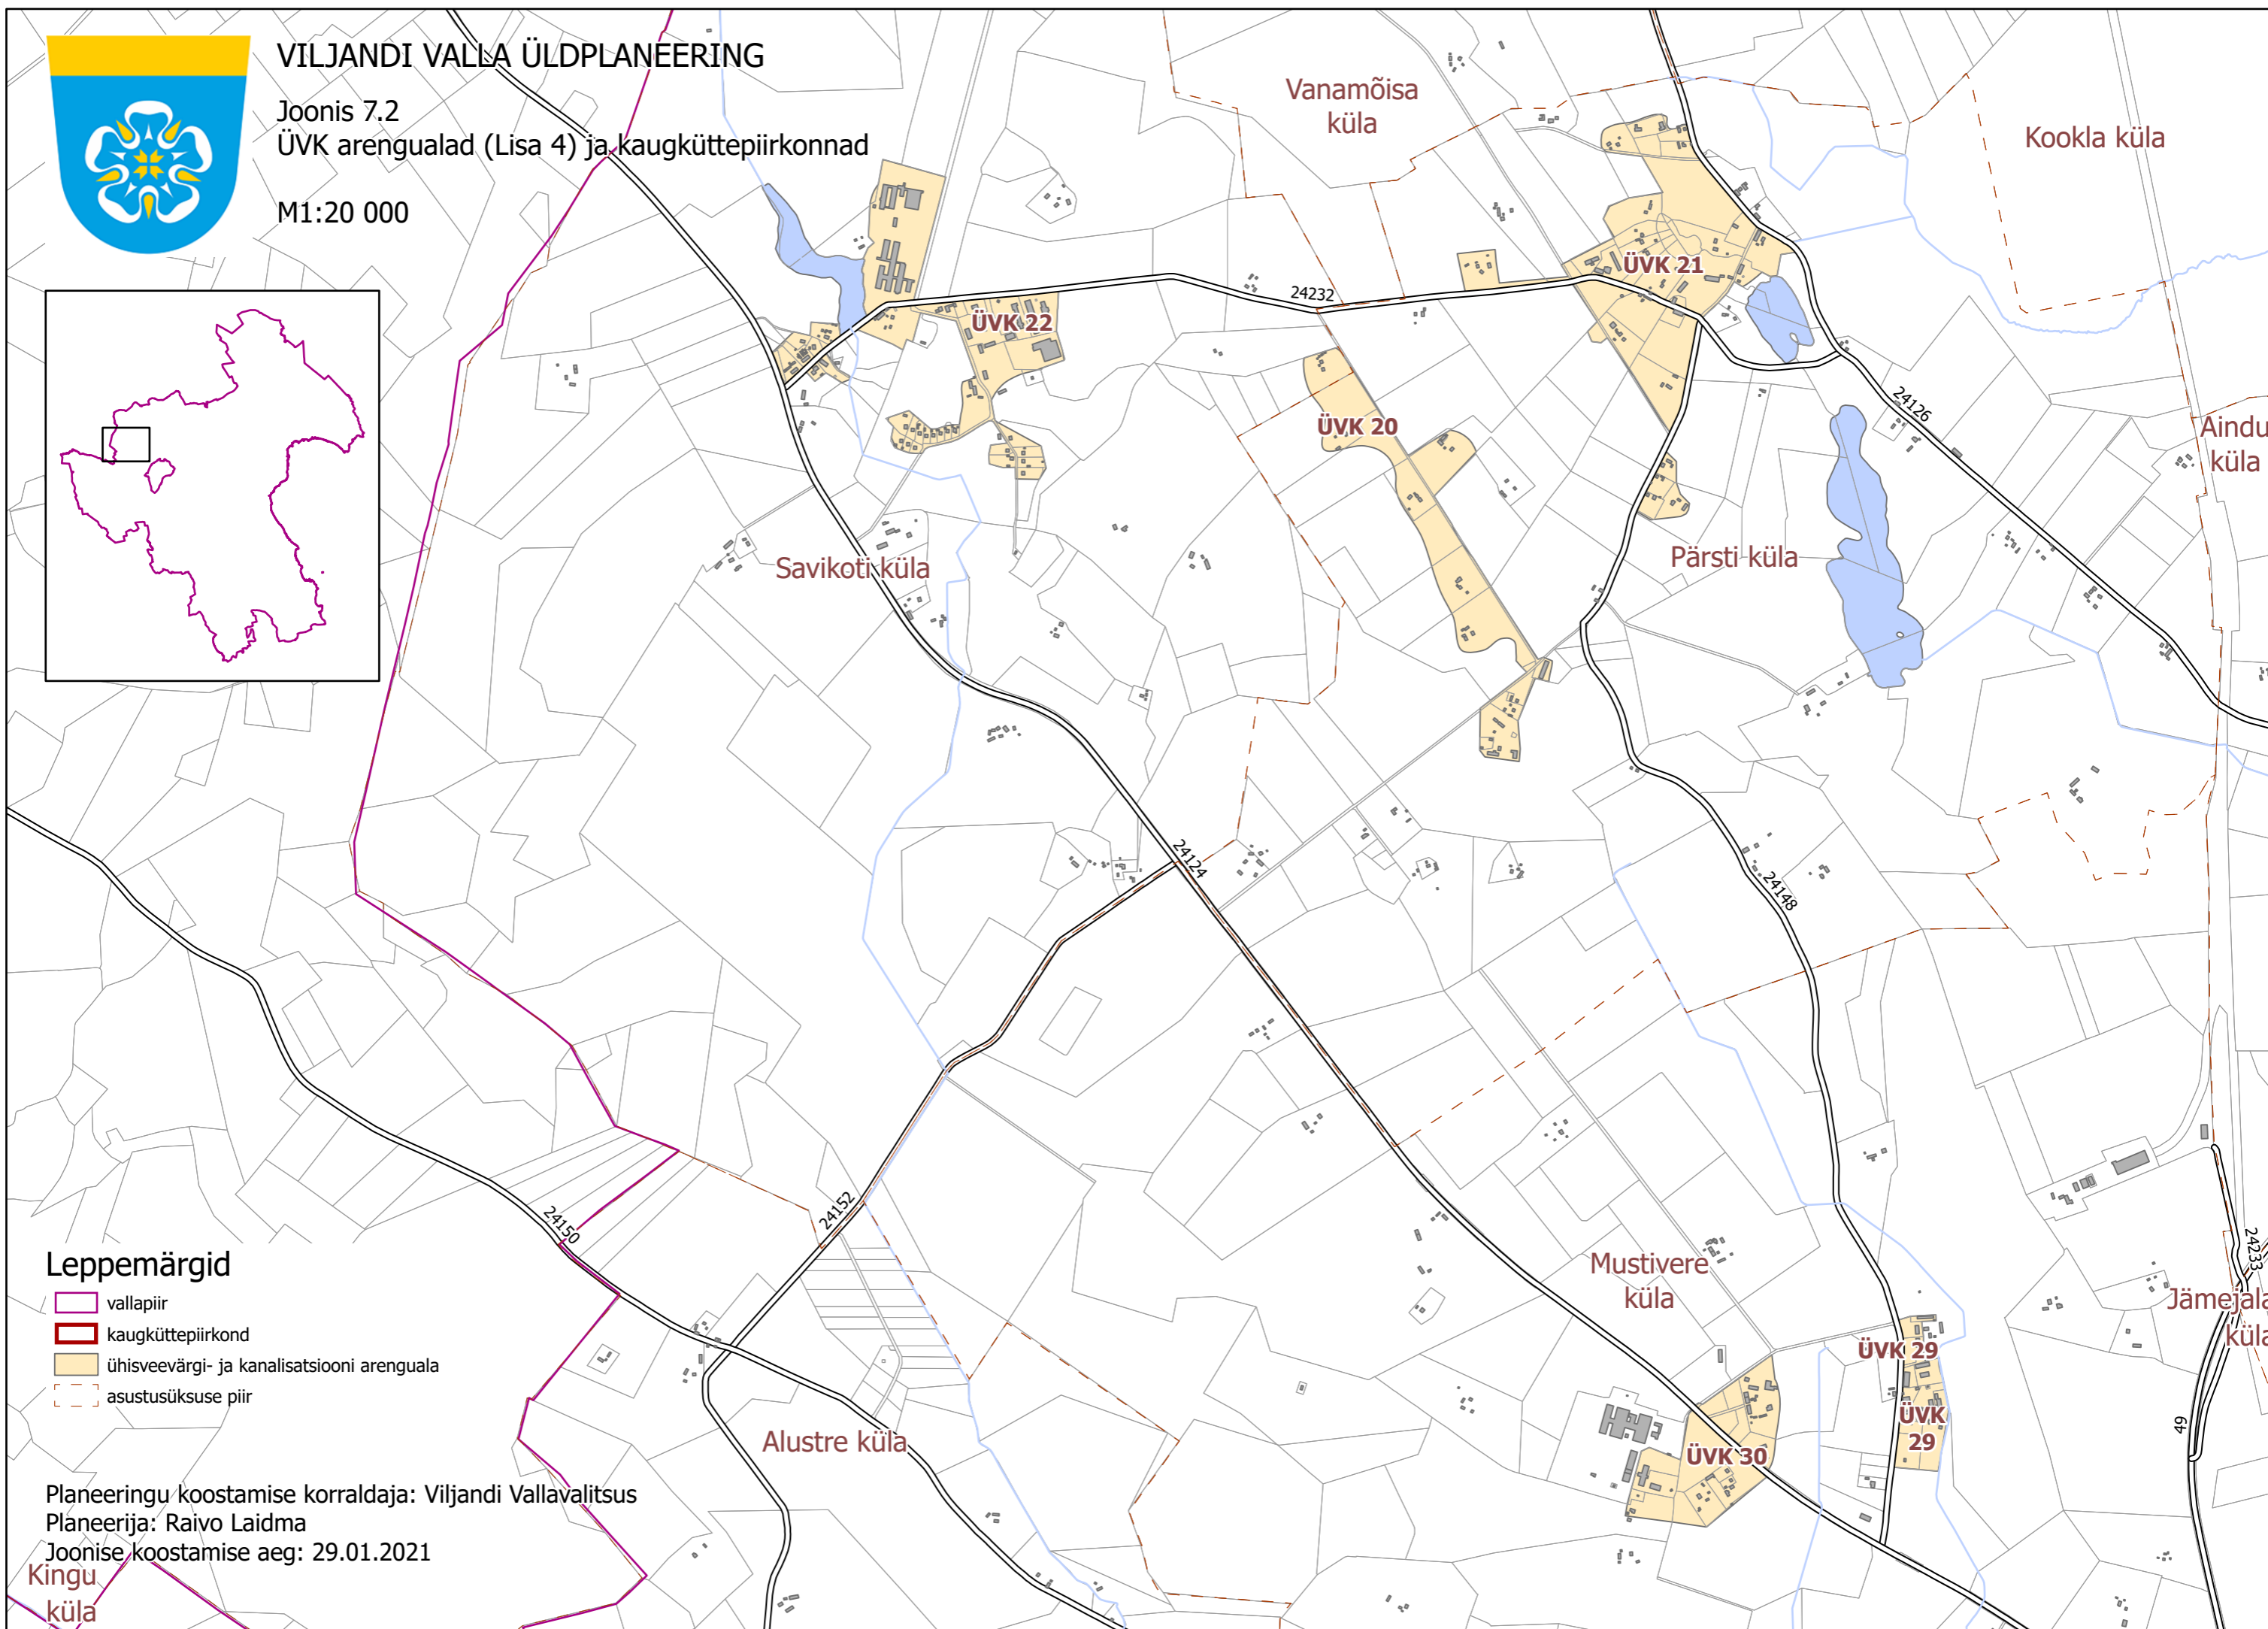 VILJANDI VALLA ÜLDPLANEERING
Joonis 7.2
ÜVK arengualad (Lisa 4) ja kaugküttepiirkonnad
M1:20 000
Vanamõisa
küla
Kookla küla
ÜVK 21
24232
ÜVK 22
24126
ÜVK 20
Aindu
küla
Savikoti küla
Pärsti küla
24124
24148
24152
24150
24233
Mustivere
küla
Jämejala
küla
Leppemärgid
vallapiir
kaugküttepiirkond
ühisveevärgi- ja kanalisatsiooni arenguala
asustusüksuse piir
ÜVK 29
ÜVK
29
49
Alustre küla
ÜVK 30
Planeeringu koostamise korraldaja: Viljandi Vallavalitsus
Planeerija: Raivo Laidma
Joonise koostamise aeg: 29.01.2021
Kingu
küla